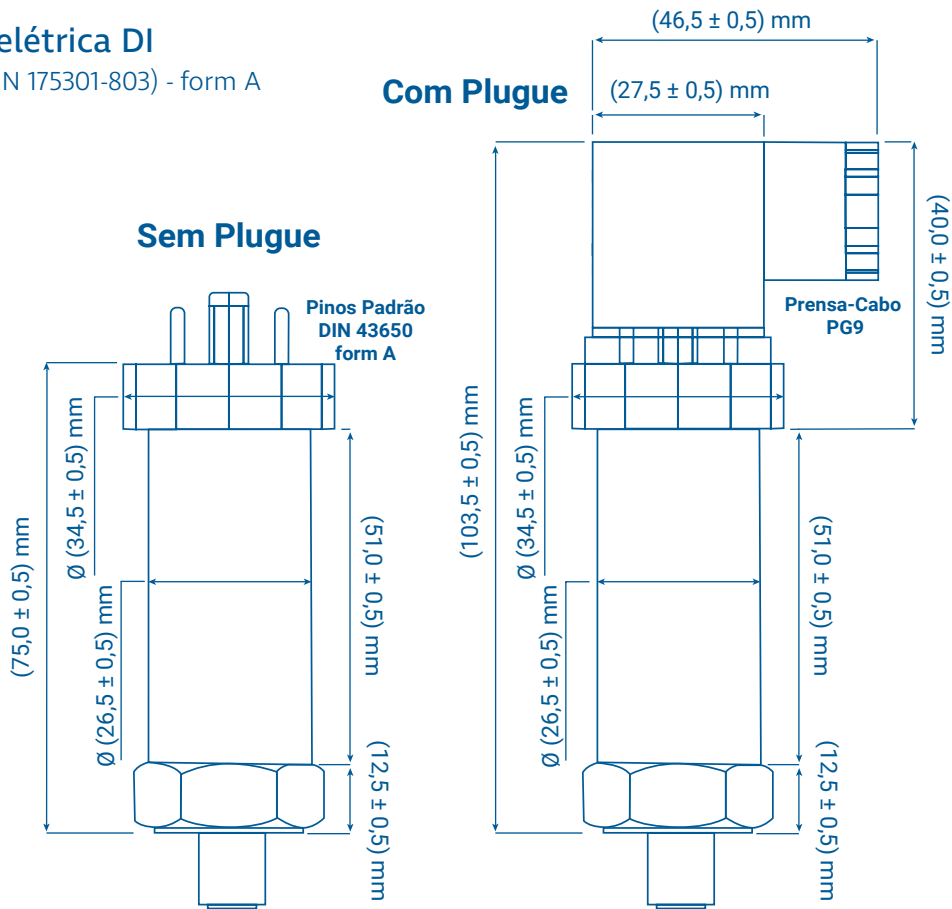 elétrica DI
N 175301-803) - form A
Com Plugue
(46,5 ± 0,5) mm
(27,5 ± 0,5) mm
Sem Plugue
Pinos Padrão
DIN 43650
form A
Ø (34,5 ± 0,5) mm
(75,0 ± 0,5) mm
Ø (26,5 ± 0,5) mm
(51,0 ± 0,5) mm
(12,5 ± 0,5) mm
(40,0 ± 0,5) mm
Prensa-Cabo
PG9
(103,5 ± 0,5) mm
Ø (34,5 ± 0,5) mm
Ø (26,5 ± 0,5) mm
(51,0 ± 0,5) mm
(12,5 ± 0,5) mm